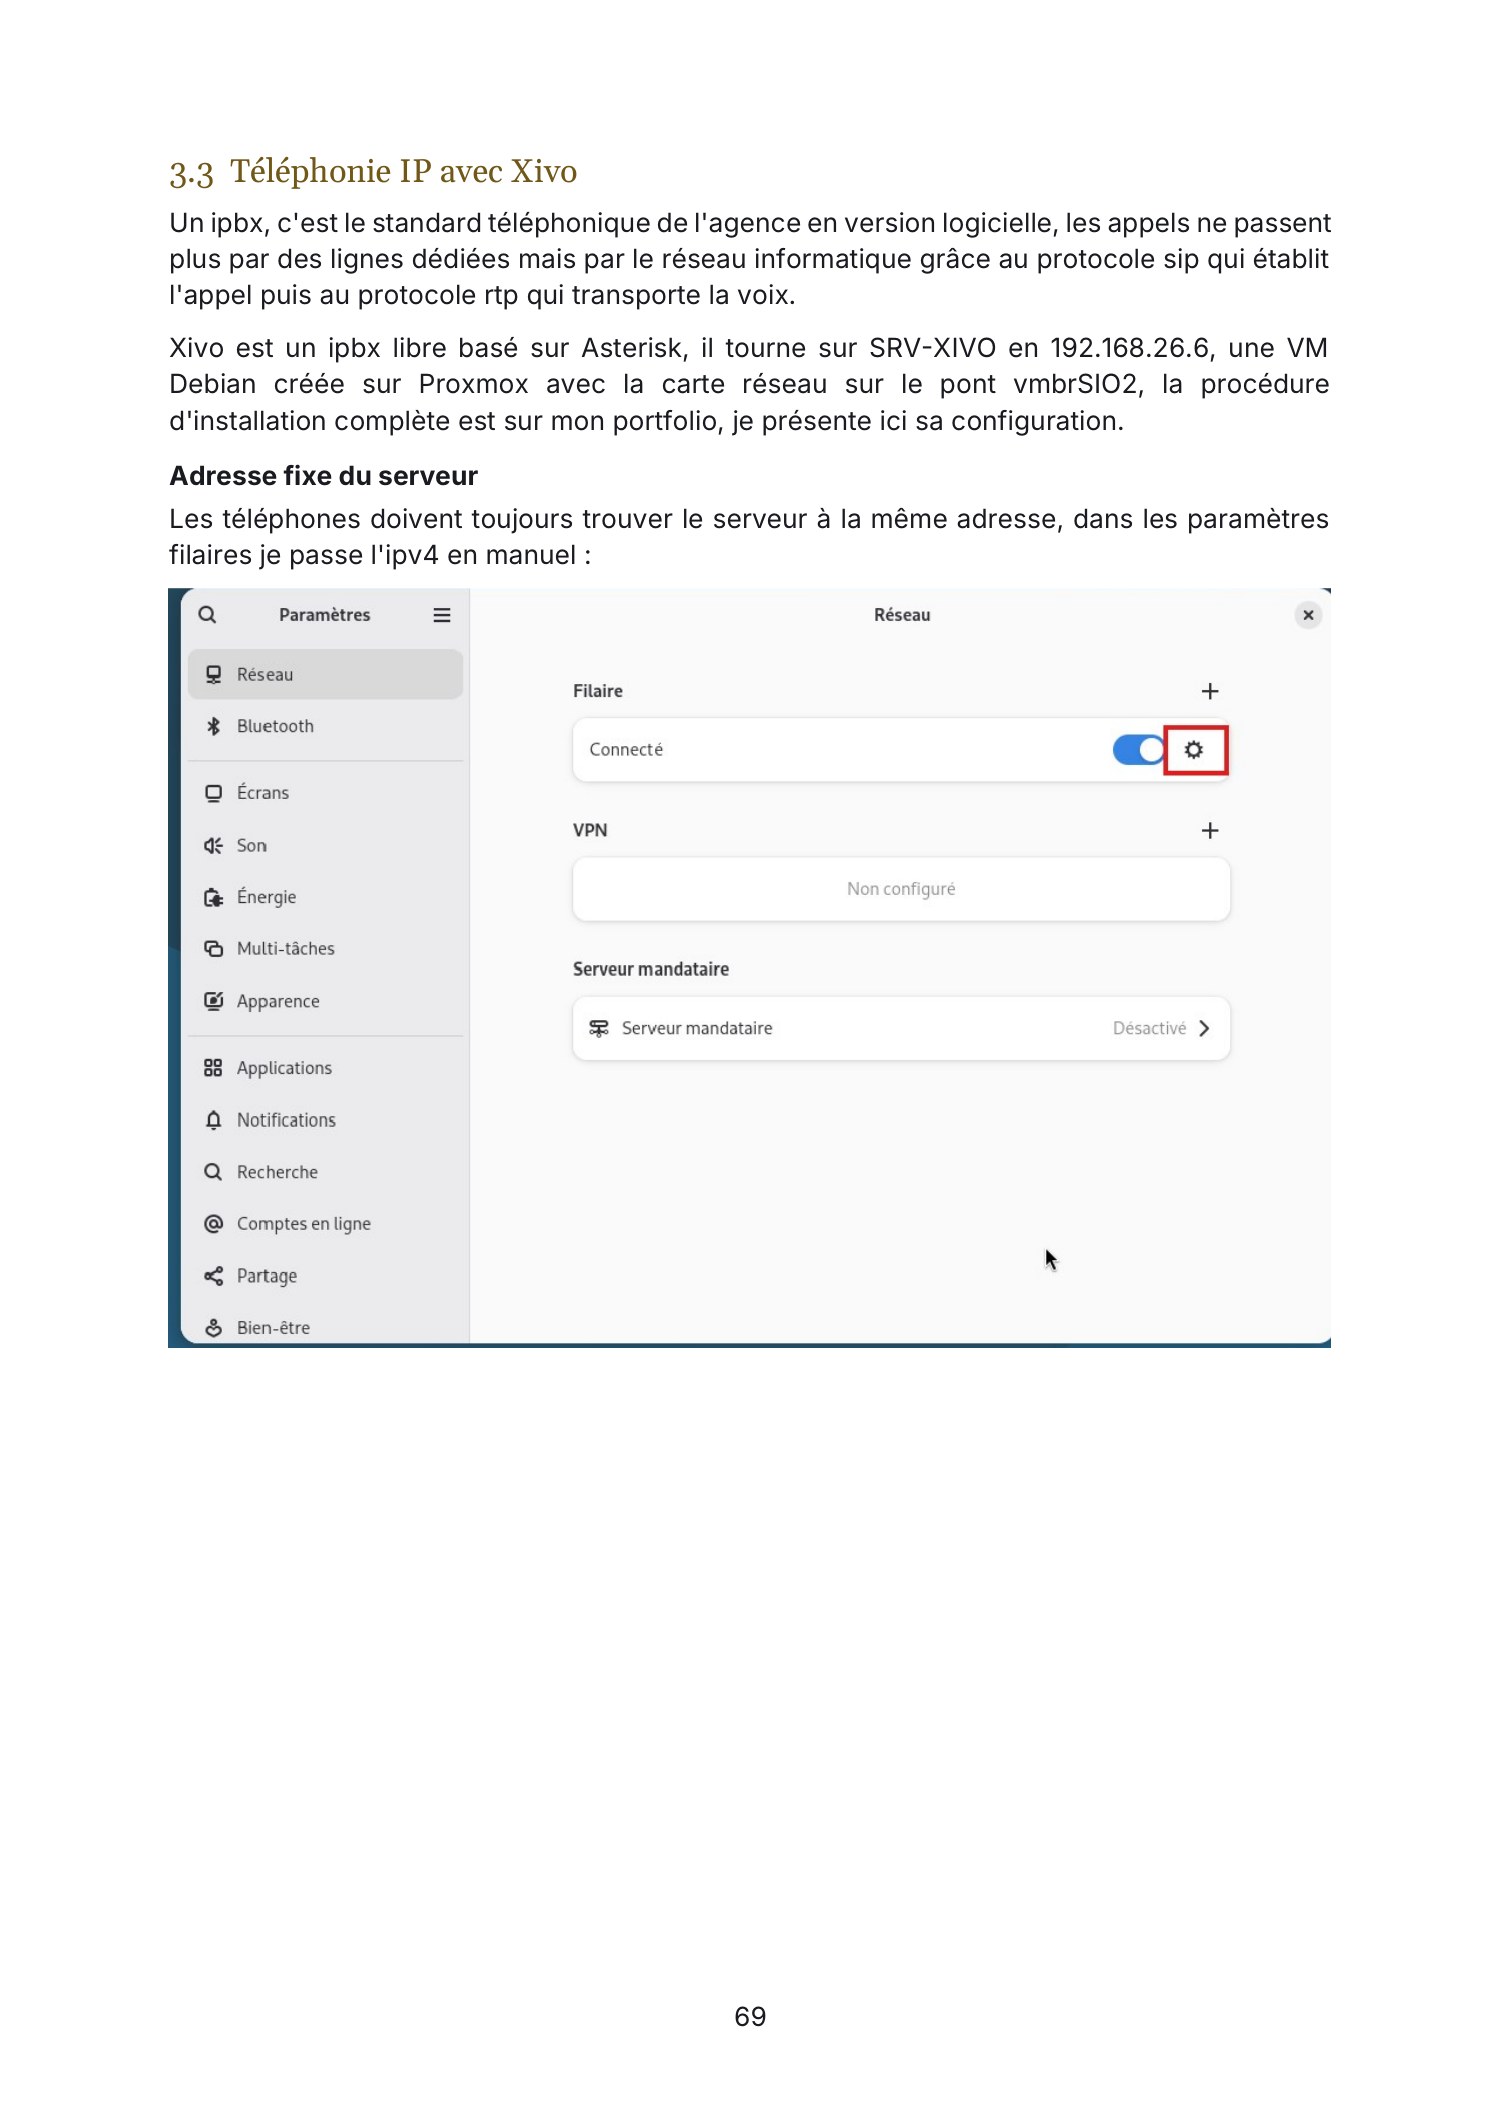 3.3 Téléphonie IP avec Xivo
Un ipbx, c'est le standard téléphonique de l'agence en version logicielle, les appels ne passent
plus par des lignes dédiées mais par le réseau informatique grâce au protocole sip qui établit
l'appel puis au protocole rtp qui transporte la voix.
Xivo est un ipbx libre basé sur Asterisk, il tourne sur SRV-XIVO en 192.168.26.6, une VM
Debian créée sur Proxmox avec la carte réseau sur le pont vmbrSIO2, la procédure
d'installation complète est sur mon portfolio, je présente ici sa configuration.
Adresse fixe du serveur
Les téléphones doivent toujours trouver le serveur à la même adresse, dans les paramètres
filaires je passe l'ipv4 en manuel :
Paramètres
Réseau
Bluetooth
Écrans
Son
Énergie
Multi-tâches
Apparence
Applications
Notifications
Recherche
Comptes en ligne
Partage
Bien-être
Réseau
Filaire
Connecté
VPN
Non configuré
Serveur mandataire
Serveur mandataire Désactivé
69